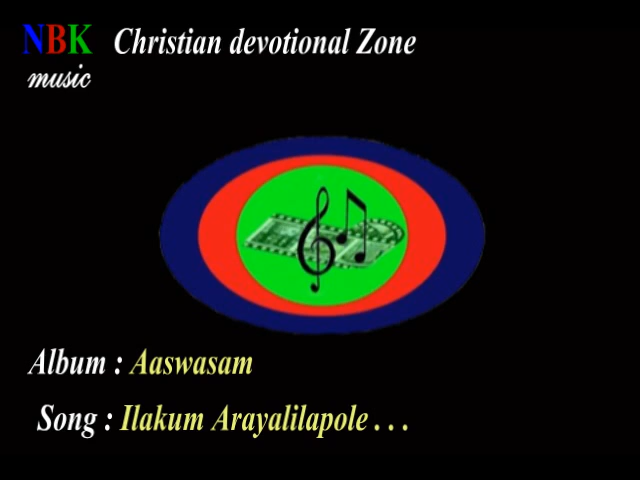 NBK Christian devotional Zone
music
Album : Aaswasam
Song : Ilakum Arayalilapole . . .